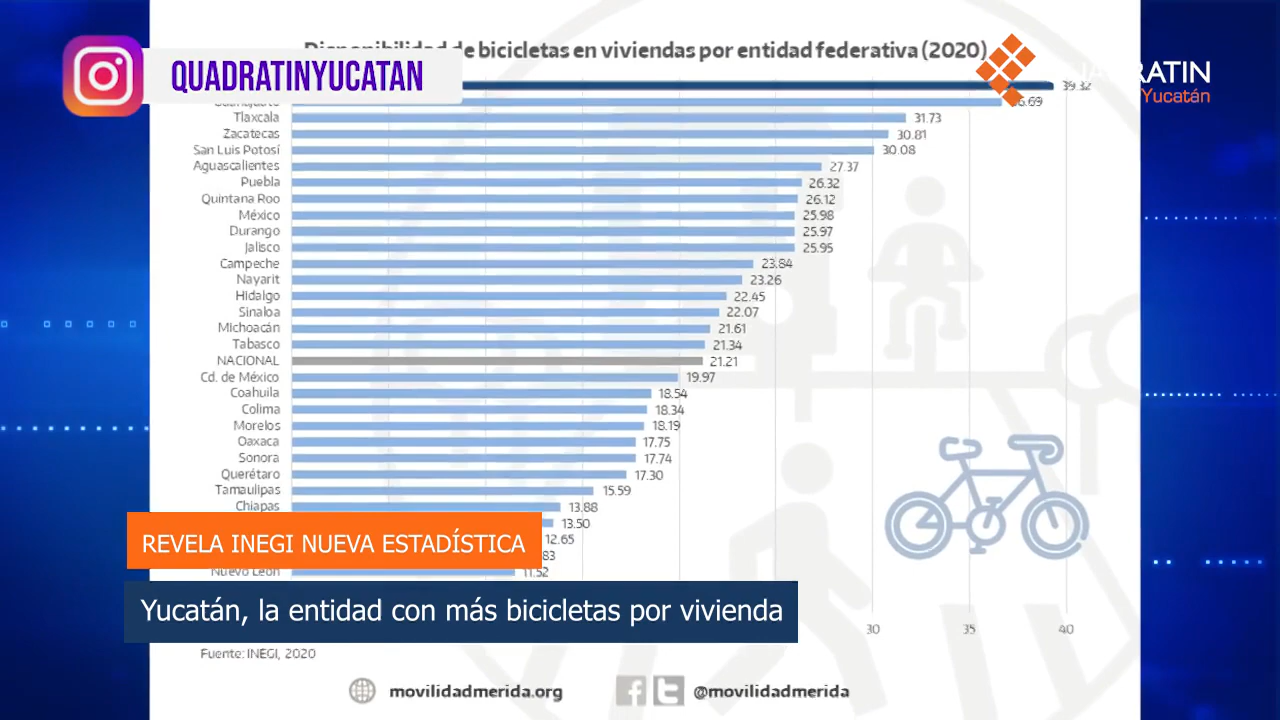 Disponibilidad de bicicletas en viviendas por entidad federativa (2020)
QUADRATINYUCATAN
RATIN
Yucatán
39.32
Guanajuato 36.69
Tlaxcala 31.73
Zacatecas 30.81
San Luis Potosí 30.08
Aguascalientes 27.37
Puebla 26.32
Quintana Roo 26.12
México 25.98
Durango 25.97
Jalisco 25.95
Campeche 23.84
Nayarit 23.26
Hidalgo 22.45
Sinaloa 22.07
Michoacán 21.61
Tabasco 21.34
NACIONAL 21.21
Cd. de México 19.97
Coahuila 18.54
Colima 18.34
Morelos 18.19
Oaxaca 17.75
Sonora 17.74
Querétaro 17.30
Tamaulipas 15.59
Chiapas 13.88
13.50
12.65
83
Nuevo León 11.52
REVELA INEGI NUEVA ESTADÍSTICA
Yucatán, la entidad con más bicicletas por vivienda
30 35 40
Fuente: INEGI, 2020
movilidadmerida.org @movilidadmerida